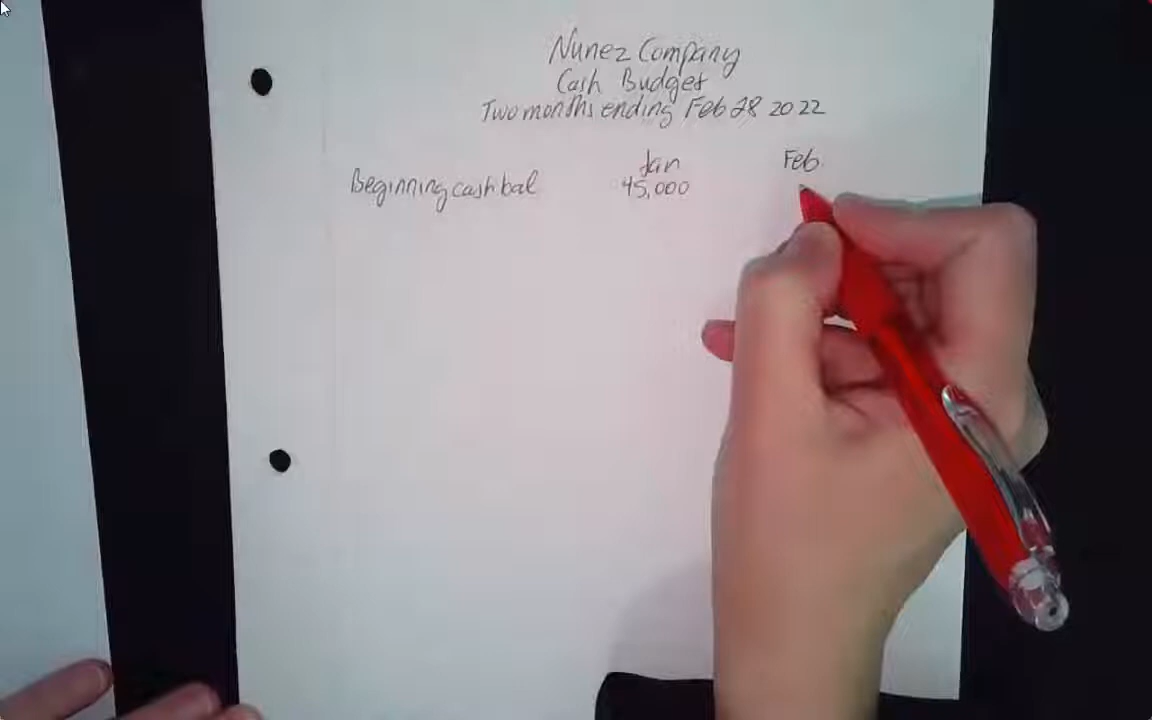 Nunez Company
Cash Budget
Two months ending Feb 28 2022
Jan Feb
Beginning cash bal 45,000